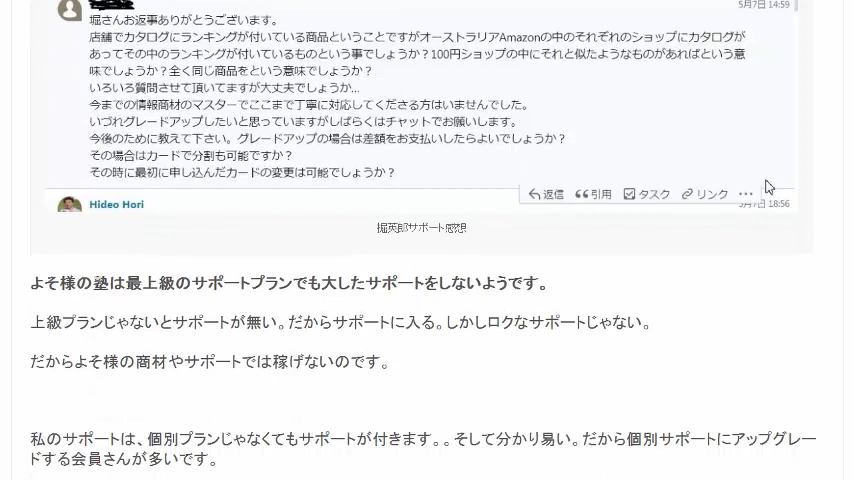 5月7日 14:59
堀さんお返事ありがとうございます。
店舗でカタログにランキングが付いている商品ということですがオーストラリアAmazonの中のそれぞれのショップにカタログが
あってその中のランキングが付いているものという事でしょうか？100円ショップの中にそれと似たようなものがあればという意
味でしょうか？全く同じ商品をという意味でしょうか？
いろいろ質問させて頂いてますが大丈夫でしょうか...
今までの情報商材のマスターでここまで丁寧に対応してくださる方はいませんでした。
いづれグレードアップしたいと思っていますがしばらくはチャットでお願いします。
今後のために教えて下さい。グレードアップの場合は差額をお支払いしたらよいでしょうか？
その場合はカードで分割も可能ですか？
その時に最初に申し込んだカードの変更は可能でしょうか？
返信 引用 タスク リンク ...
Hideo Hori 5月7日 18:56
堀英郎サポート感想
よそ様の塾は最上級のサポートプランでも大したサポートをしないようです。
上級プランじゃないとサポートが無い。だからサポートに入る。しかしロクなサポートじゃない。
だからよそ様の商材やサポートでは稼げないのです。
私のサポートは、個別プランじゃなくてもサポートが付きます。。そして分かり易い。だから個別サポートにアップグレー
ドする会員さんが多いです。